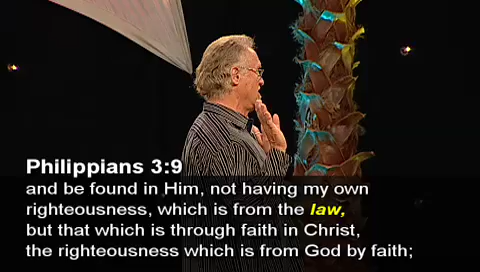 Philippians 3:9
and be found in Him, not having my own
righteousness, which is from the law,
but that which is through faith in Christ,
the righteousness which is from God by faith;